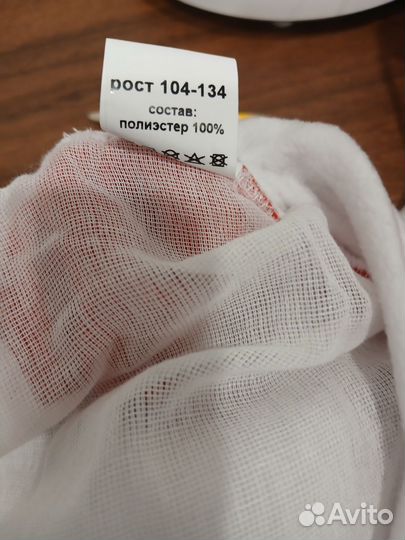 рост 104-134
состав:
полиэстер 100%
Avito